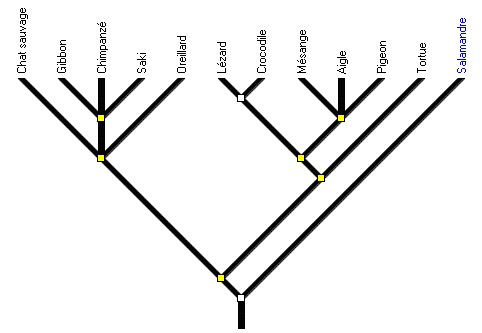 Chat sauvage
Gibbon
Chimpanzé
Saki
Oreillard
Lézard
Crocodile
Mésange
Aigle
Pigeon
Tortue
Salamandre